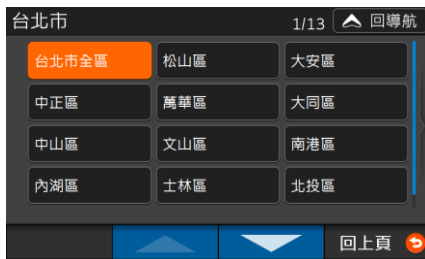 台北市 1/13 回導航
台北市全區 松山區 大安區
中正區 萬華區 大同區
中山區 文山區 南港區
內湖區 士林區 北投區
回上頁